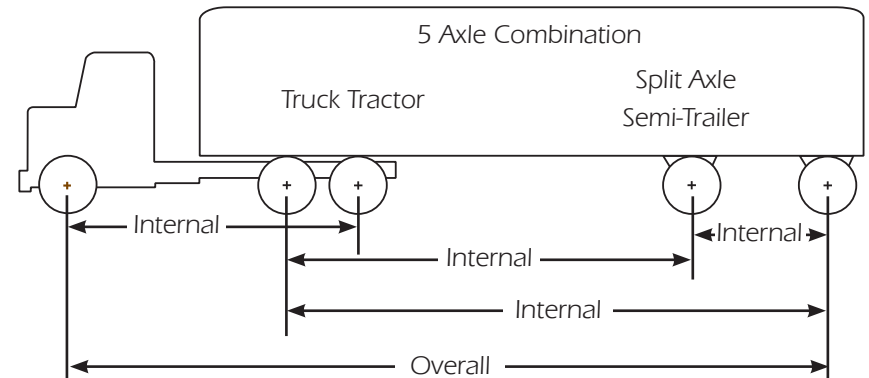 5 Axle Combination
Truck Tractor
Split Axle
Semi-Trailer
Internal
Internal
Internal
Internal
Overall